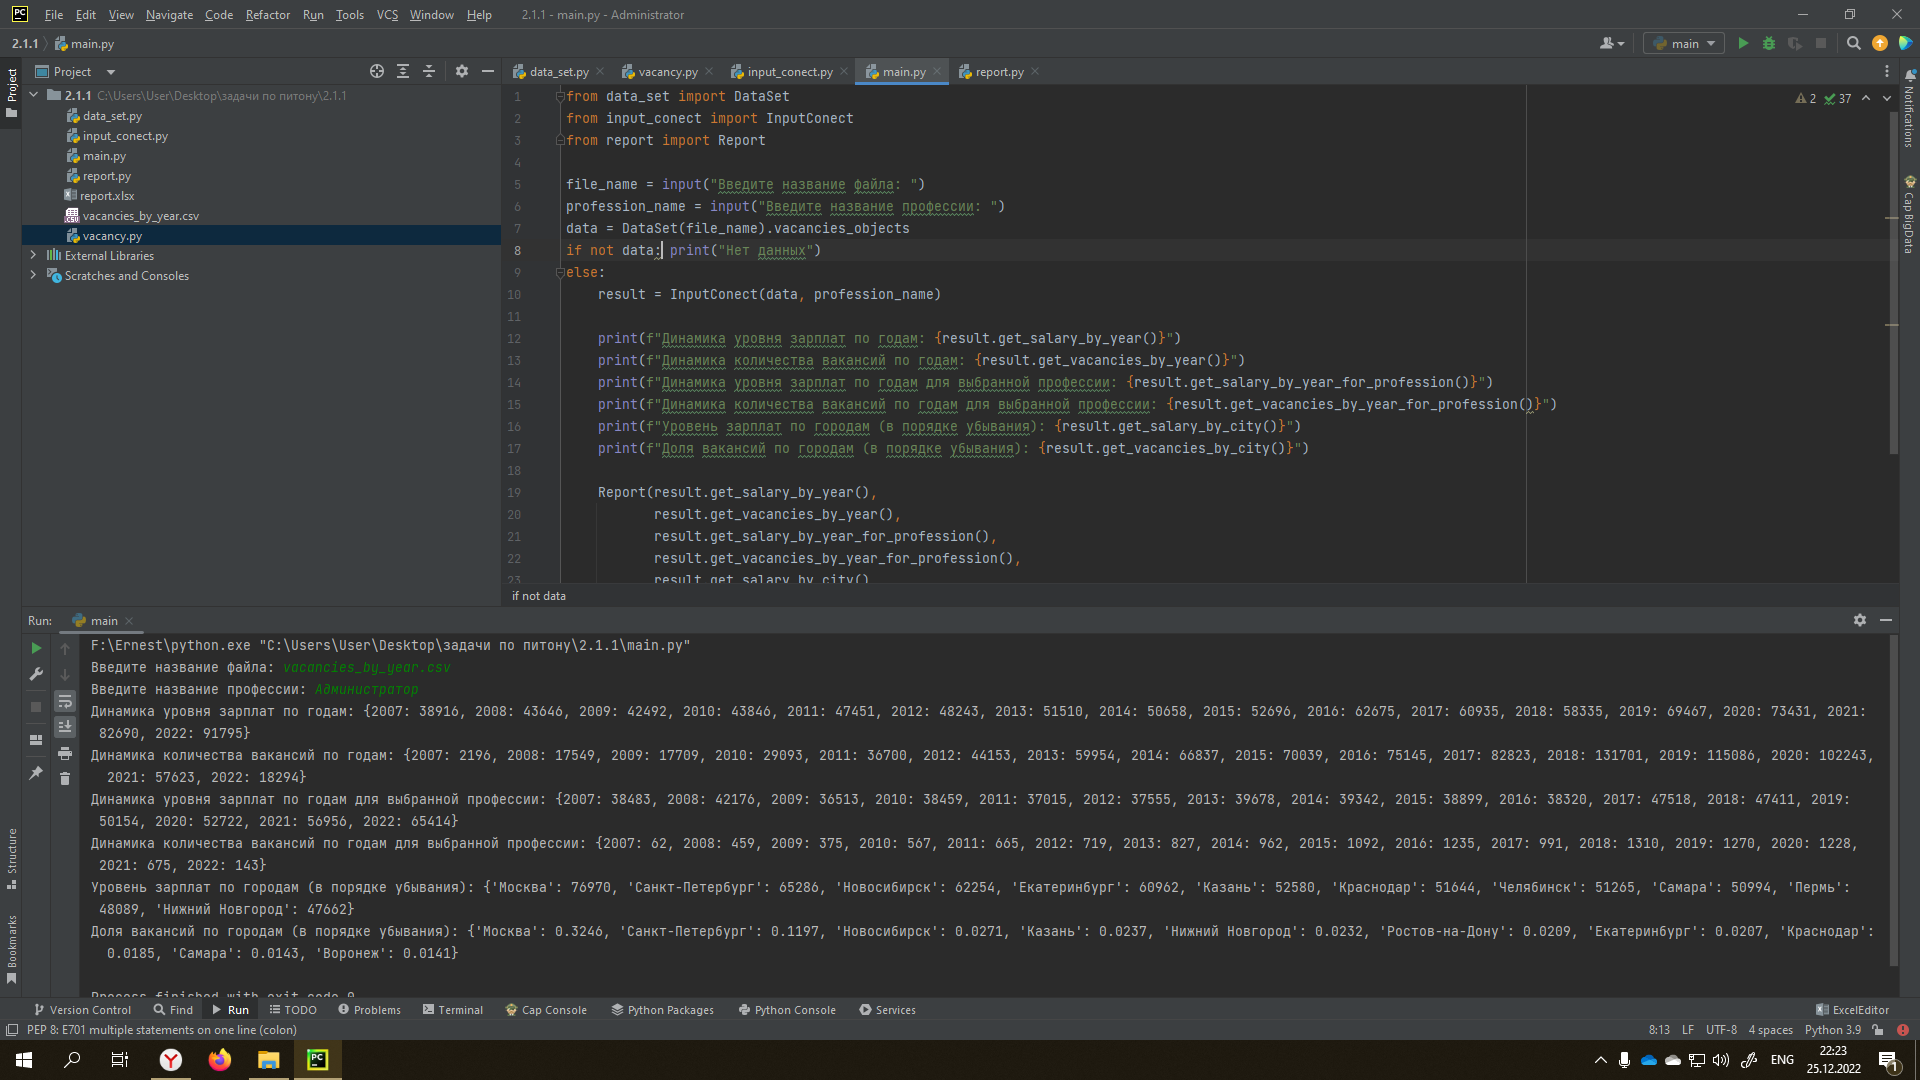 File Edit View Navigate Code Refactor Run Tools VCS Window Help 2.1.1 - main.py - Administrator
2.1.1 main.py
main
Project
data_set.py vacancy.py input_conect.py main.py report.py
2.1.1 C:\Users\User\Desktop\задачи по питону\2.1.1
data_set.py
input_conect.py
main.py
report.py
report.xlsx
vacancies_by_year.csv
vacancy.py
External Libraries
Scratches and Consoles
Project
Notifications
Cap BigData
2 37
1 from data_set import DataSet
2 from input_conect import InputConect
3 from report import Report
4
5 file_name = input("Введите название файла: ")
6 profession_name = input("Введите название профессии: ")
7 data = DataSet(file_name).vacancies_objects
8 if not data: print("Нет данных")
9 else:
10 result = InputConect(data, profession_name)
11
12 print(f"Динамика уровня зарплат по годам: {result.get_salary_by_year()}")
13 print(f"Динамика количества вакансий по годам: {result.get_vacancies_by_year()}")
14 print(f"Динамика уровня зарплат по годам для выбранной профессии: {result.get_salary_by_year_for_profession()}")
15 print(f"Динамика количества вакансий по годам для выбранной профессии: {result.get_vacancies_by_year_for_profession()}")
16 print(f"Уровень зарплат по городам (в порядке убывания): {result.get_salary_by_city()}")
17 print(f"Доля вакансий по городам (в порядке убывания): {result.get_vacancies_by_city()}")
18
19 Report(result.get_salary_by_year(),
20 result.get_vacancies_by_year(),
21 result.get_salary_by_year_for_profession(),
22 result.get_vacancies_by_year_for_profession(),
23 result.get_salary_by_city()
if not data
Run: main
F:\Ernest\python.exe "C:\Users\User\Desktop\задачи по питону\2.1.1\main.py"
Введите название файла: vacancies_by_year.csv
Введите название профессии: Администратор
Динамика уровня зарплат по годам: {2007: 38916, 2008: 43646, 2009: 42492, 2010: 43846, 2011: 47451, 2012: 48243, 2013: 51510, 2014: 50658, 2015: 52696, 2016: 62675, 2017: 60935, 2018: 58335, 2019: 69467, 2020: 73431, 2021:
82690, 2022: 91795}
Динамика количества вакансий по годам: {2007: 2196, 2008: 17549, 2009: 17709, 2010: 29093, 2011: 36700, 2012: 44153, 2013: 59954, 2014: 66837, 2015: 70039, 2016: 75145, 2017: 82823, 2018: 131701, 2019: 115086, 2020: 102243,
2021: 57623, 2022: 18294}
Динамика уровня зарплат по годам для выбранной профессии: {2007: 38483, 2008: 42176, 2009: 36513, 2010: 38459, 2011: 37015, 2012: 37555, 2013: 39678, 2014: 39342, 2015: 38899, 2016: 38320, 2017: 47518, 2018: 47411, 2019:
50154, 2020: 52722, 2021: 56956, 2022: 65414}
Динамика количества вакансий по годам для выбранной профессии: {2007: 62, 2008: 459, 2009: 375, 2010: 567, 2011: 665, 2012: 719, 2013: 827, 2014: 962, 2015: 1092, 2016: 1235, 2017: 991, 2018: 1310, 2019: 1270, 2020: 1228,
2021: 675, 2022: 143}
Уровень зарплат по городам (в порядке убывания): {'Москва': 76970, 'Санкт-Петербург': 65286, 'Новосибирск': 62254, 'Екатеринбург': 60962, 'Казань': 52580, 'Краснодар': 51644, 'Челябинск': 51265, 'Самара': 50994, 'Пермь':
48089, 'Нижний Новгород': 47662}
Доля вакансий по городам (в порядке убывания): {'Москва': 0.3246, 'Санкт-Петербург': 0.1197, 'Новосибирск': 0.0271, 'Казань': 0.0237, 'Нижний Новгород': 0.0232, 'Ростов-на-Дону': 0.0209, 'Екатеринбург': 0.0207, 'Краснодар':
0.0185, 'Самара': 0.0143, 'Воронеж': 0.0141}
Process finished with exit code 0
Structure
Bookmarks
Version Control Find Run TODO Problems Terminal Cap Console Python Packages Python Console Services ExcelEditor
PEP 8: E701 multiple statements on one line (colon) 8:13 LF UTF-8 4 spaces Python 3.9
ENG 22:23
25.12.2022
1